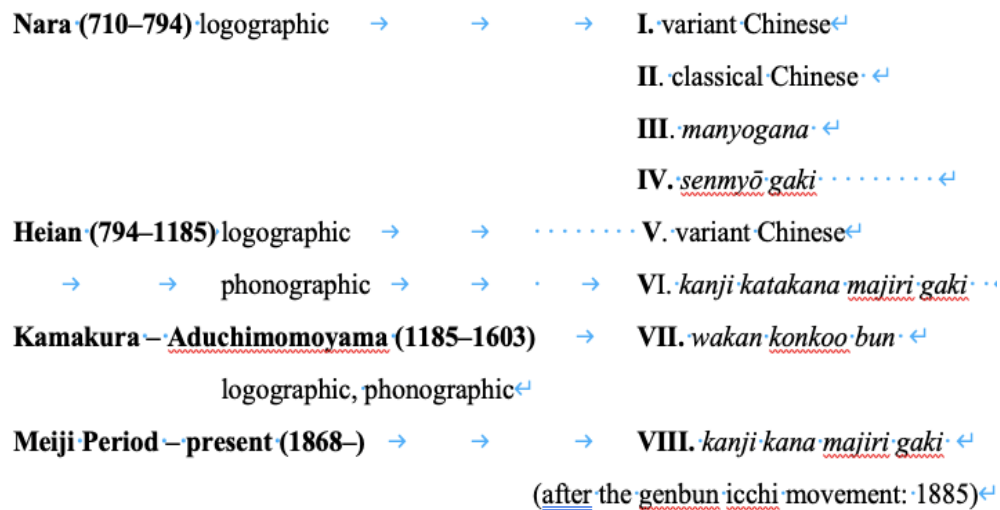 Nara (710–794) logographic I. variant Chinese
II. classical Chinese
III. manyogana
IV. senmyō gaki
Heian (794–1185) logographic V. variant Chinese
phonographic VI. kanji katakana majiri gaki
Kamakura – Aduchimomoyama (1185–1603) VII. wakan konkoo bun
logographic, phonographic
Meiji Period – present (1868–) VIII. kanji kana majiri gaki
(after the genbun icchi movement: 1885)